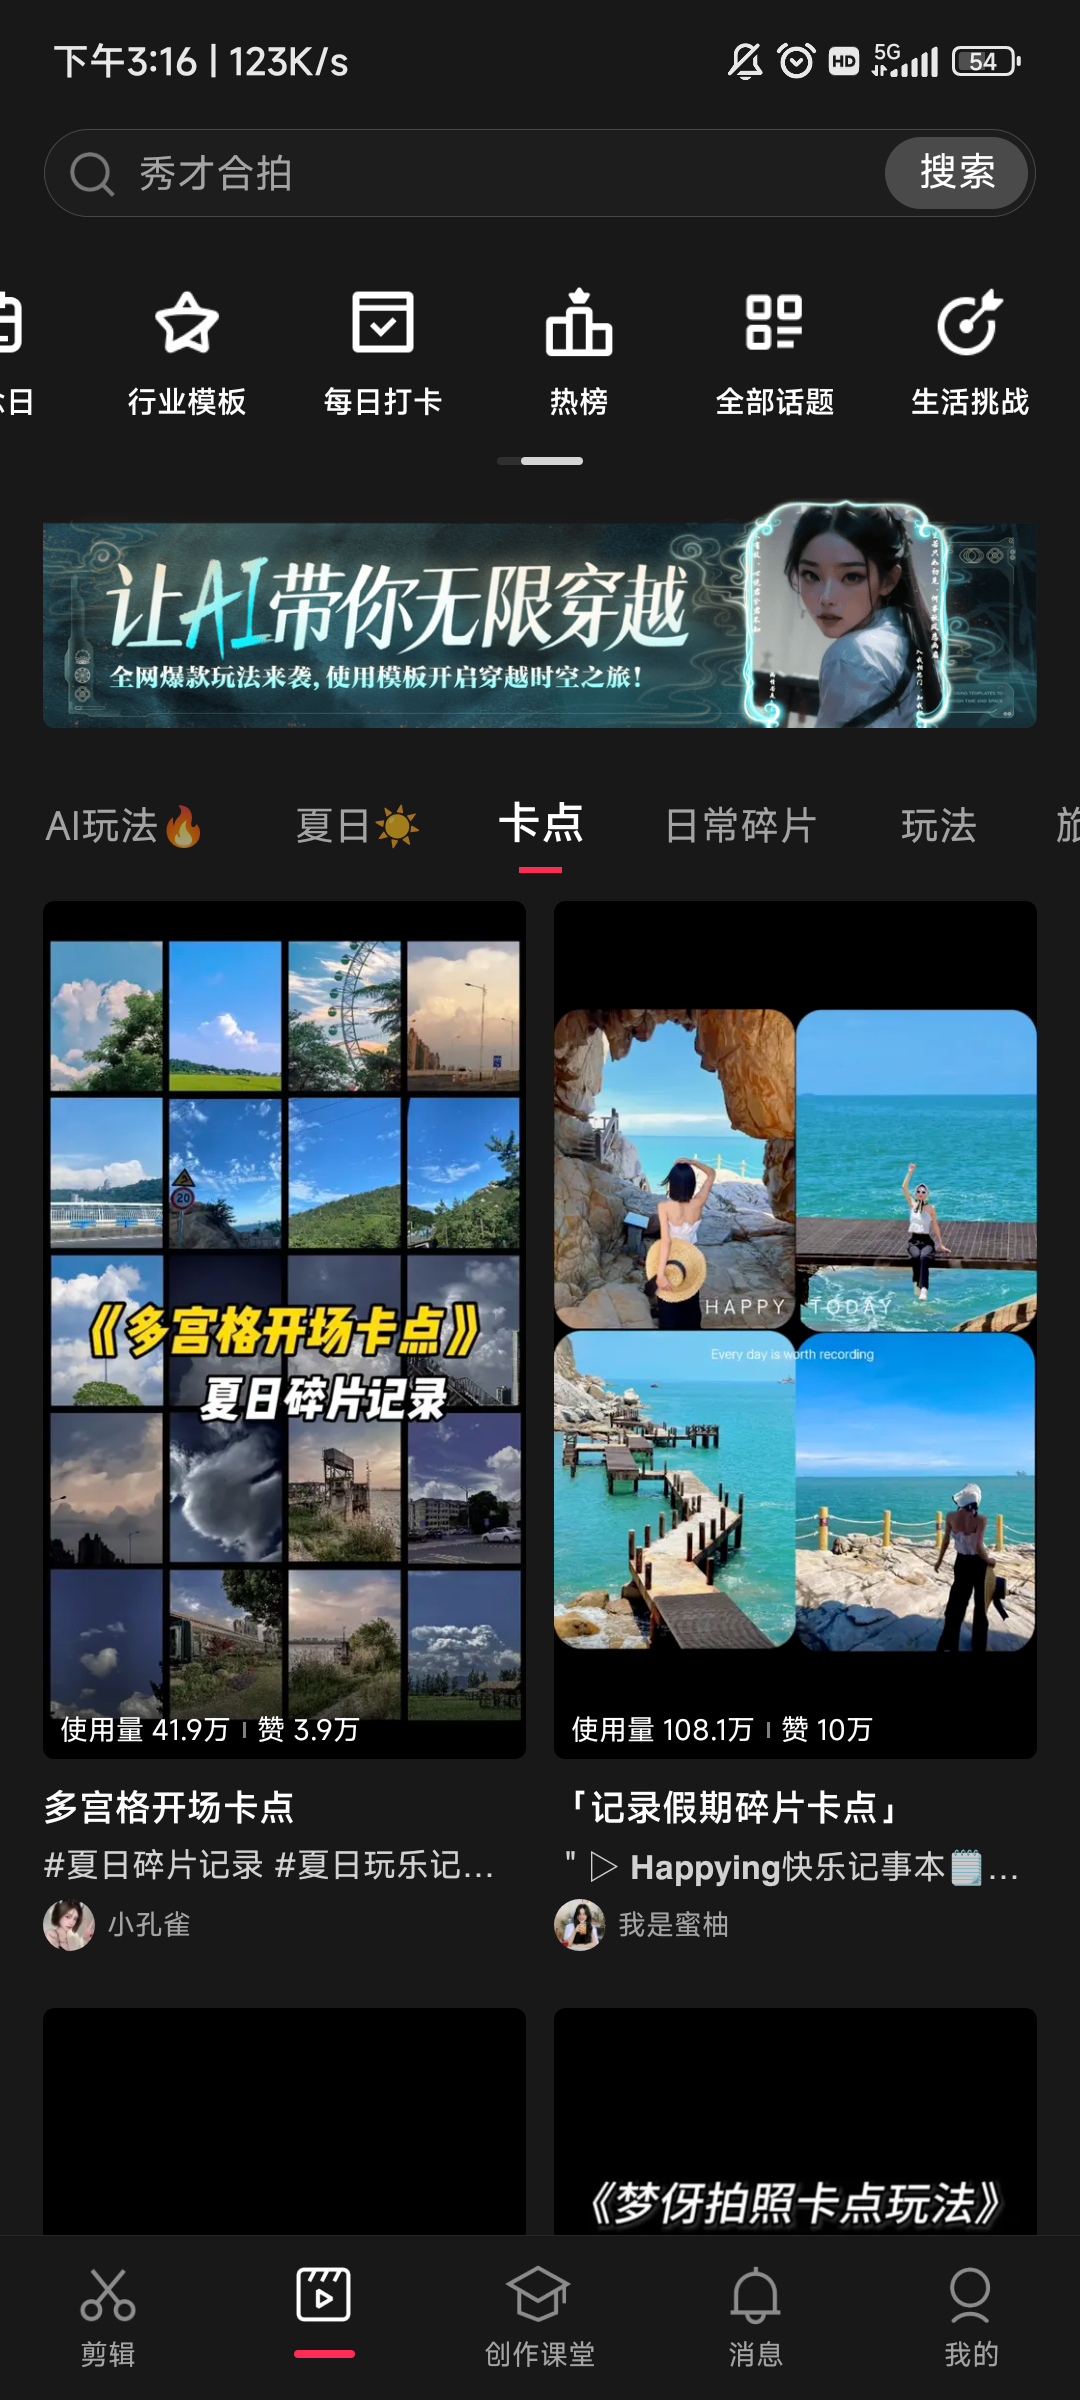 下午3:16 | 123K/s
HD 5G 54
秀才合拍 搜索
念日 行业模板 每日打卡 热榜 全部话题 生活挑战
让AI带你无限穿越
全网爆款玩法来袭,使用模板开启穿越时空之旅!
AI玩法🔥 夏日☀️ 卡点 日常碎片 玩法 旅
20
《多宫格开场卡点》
夏日碎片记录
使用量 41.9万 | 赞 3.9万
HAPPY TODAY
Every day is worth recording
使用量 108.1万 | 赞 10万
多宫格开场卡点
#夏日碎片记录 #夏日玩乐记...
小孔雀
「记录假期碎片卡点」
" ▷ Happying快乐记事本🗒️...
我是蜜柚
《梦伢拍照卡点玩法》
剪辑 创作课堂 消息 我的